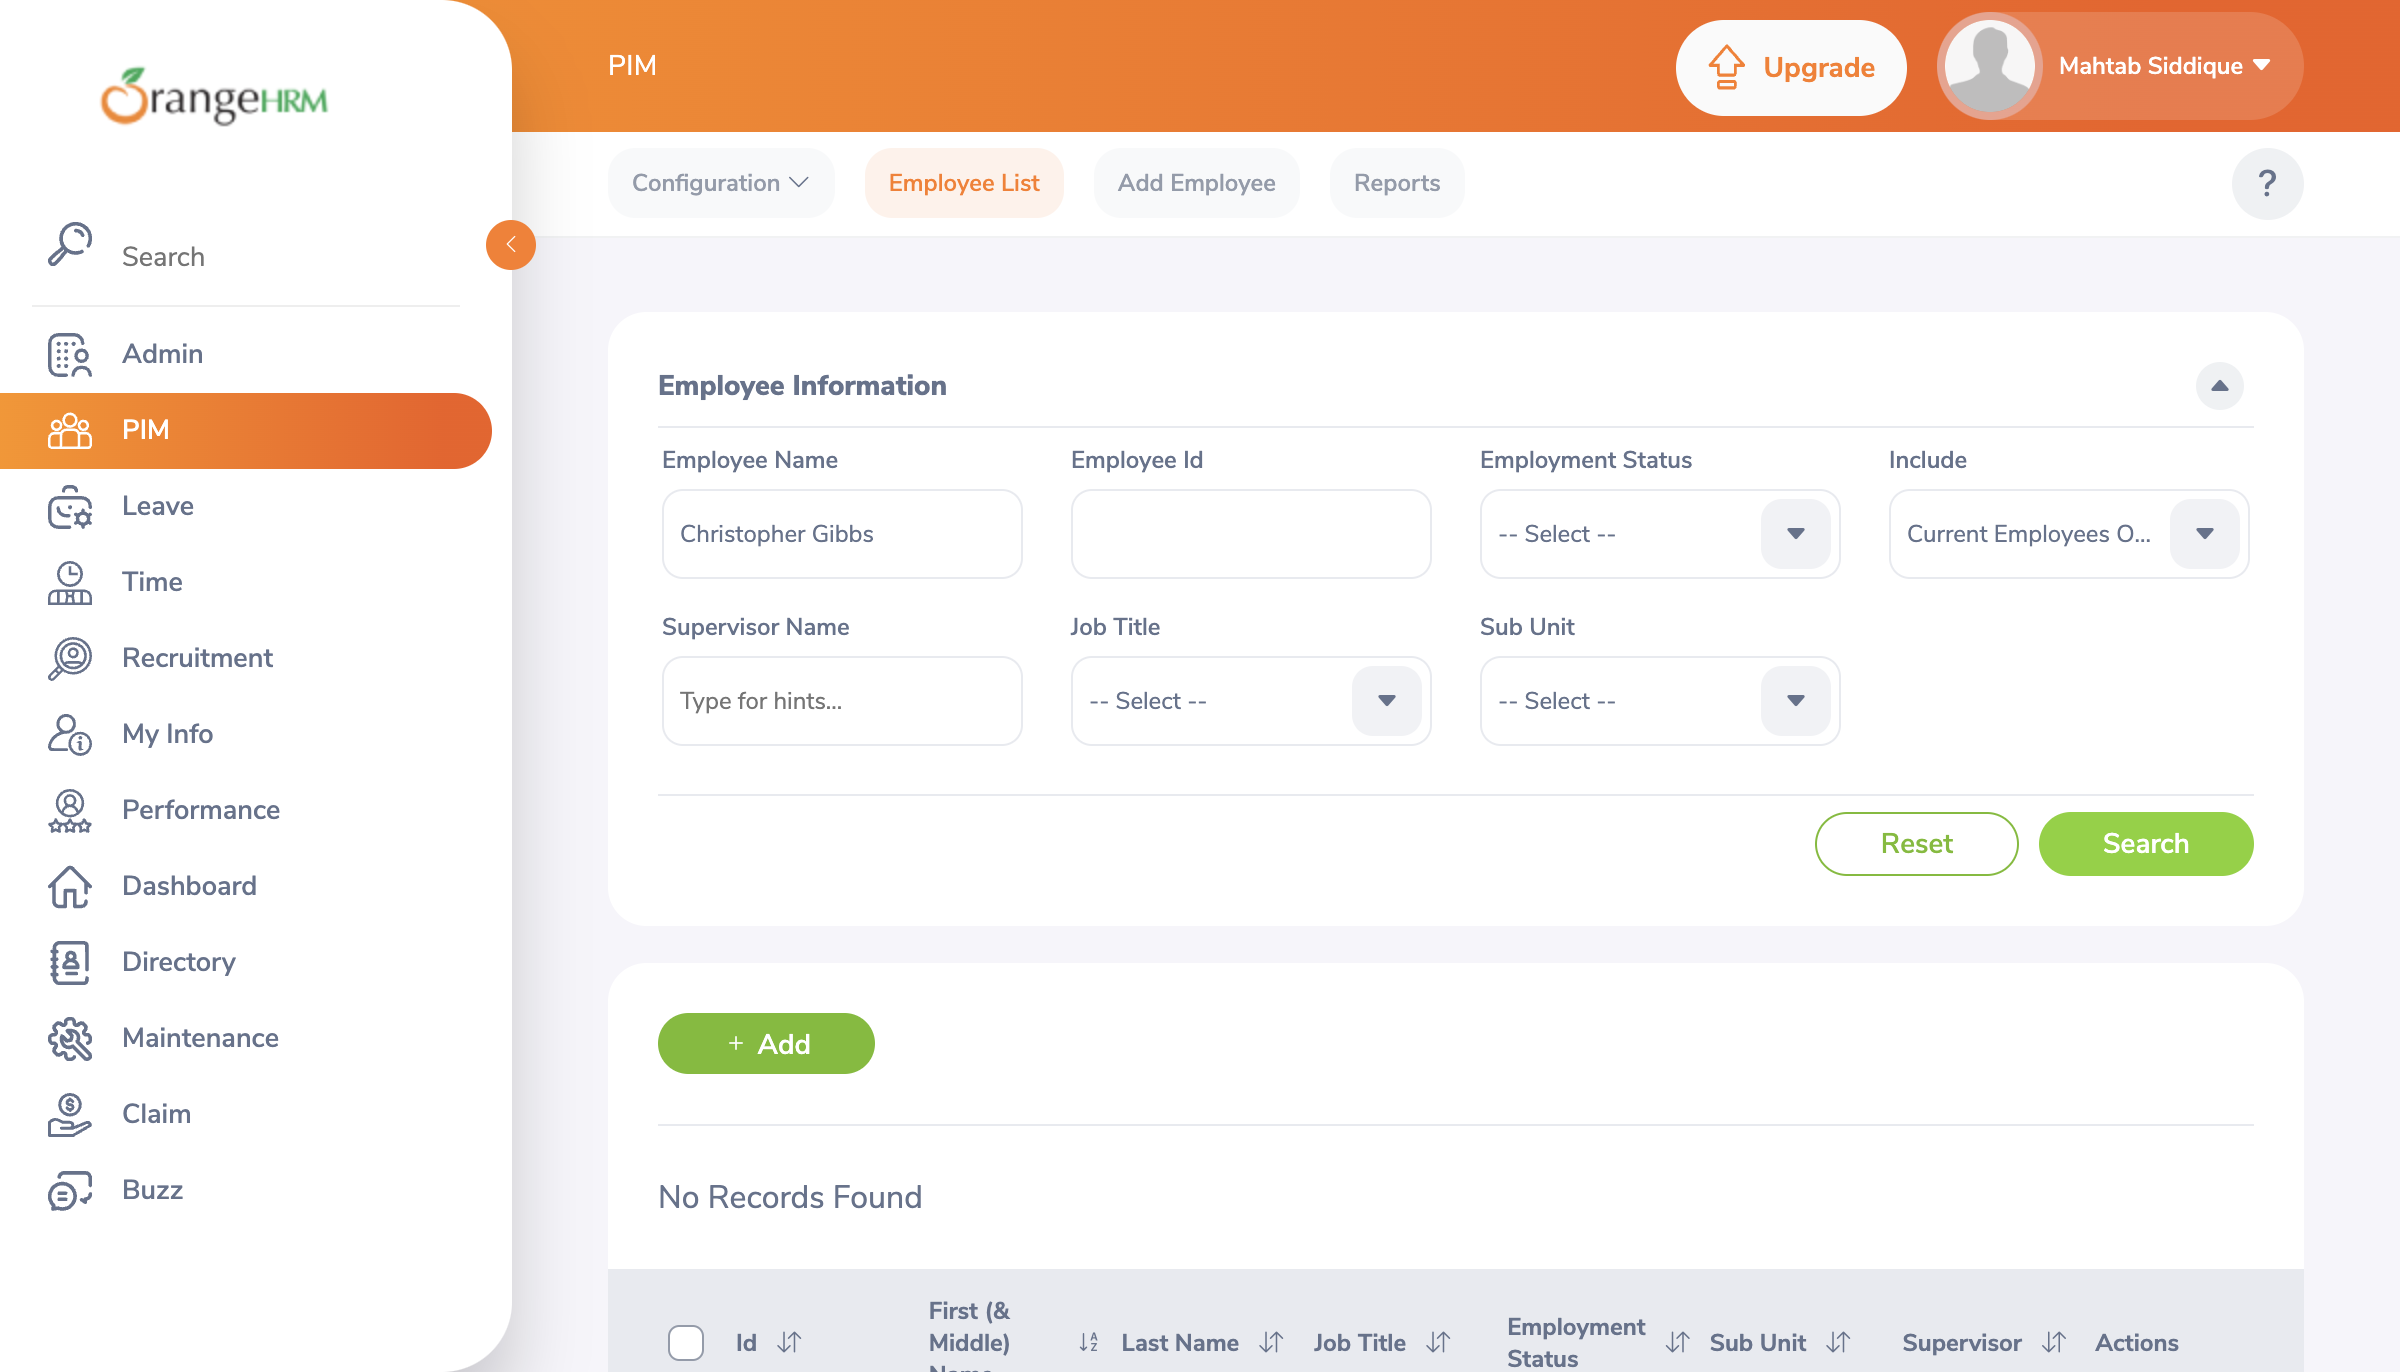 OrangeHRM
PIM
Upgrade
Mahtab Siddique
Configuration
Employee List
Add Employee
Reports
?
Search
Admin
PIM
Leave
Time
Recruitment
My Info
Performance
Dashboard
Directory
Maintenance
Claim
Buzz
Employee Information
Employee Name
Employee Id
Employment Status
Include
Christopher Gibbs
-- Select --
Current Employees O...
Supervisor Name
Job Title
Sub Unit
Type for hints...
-- Select --
-- Select --
Reset
Search
+ Add
No Records Found
Id
First (&
Middle)
Name
Last Name
Job Title
Employment
Status
Sub Unit
Supervisor
Actions